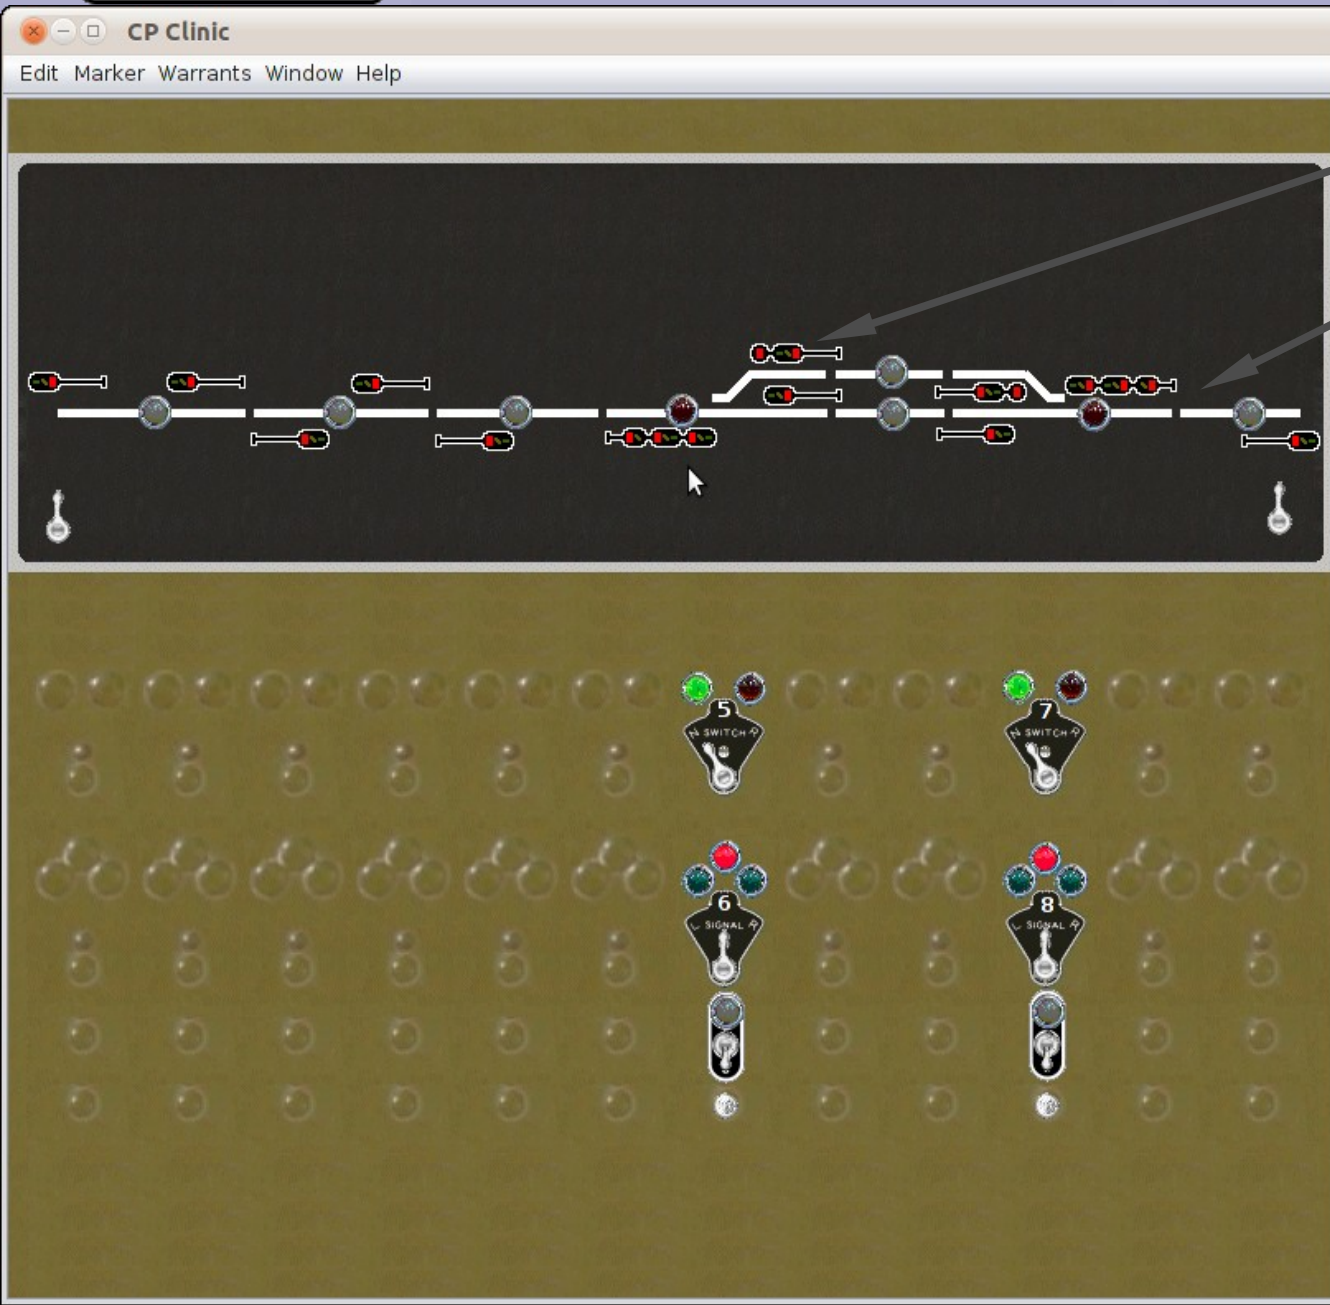 CP Clinic
Edit Marker Warrants Window Help
5
N SWITCH R
7
N SWITCH R
6
L SIGNAL R
8
L SIGNAL R